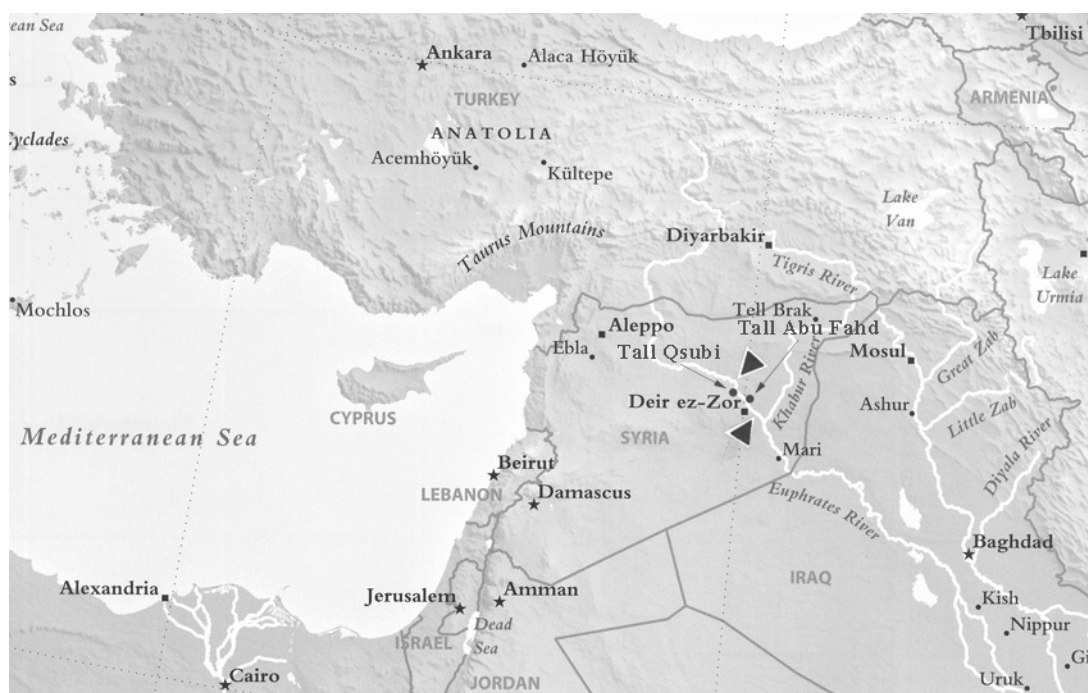 ean Sea
Tbilisi
s
Ankara
Alaca Höyük
TURKEY
ARMENIA
Cyclades
ANATOLIA
Acemhöyük
Kültepe
Lake
Van
Taurus Mountains
Diyarbakir
Tigris River
Lake
Urmia
Mochlos
Tell Brak
Aleppo
Tall Abu Fahd
Ebla
Tall Qsubi
Mosul
Great Zab
Khabur River
CYPRUS
Deir ez-Zor
Ashur
Little Zab
Mediterranean Sea
SYRIA
Mari
Diyala River
Beirut
LEBANON
Damascus
Euphrates River
Baghdad
Alexandria
IRAQ
Jerusalem
Amman
Kish
ISRAEL
Dead
Sea
Nippur
Gi
Cairo
JORDAN
Uruk